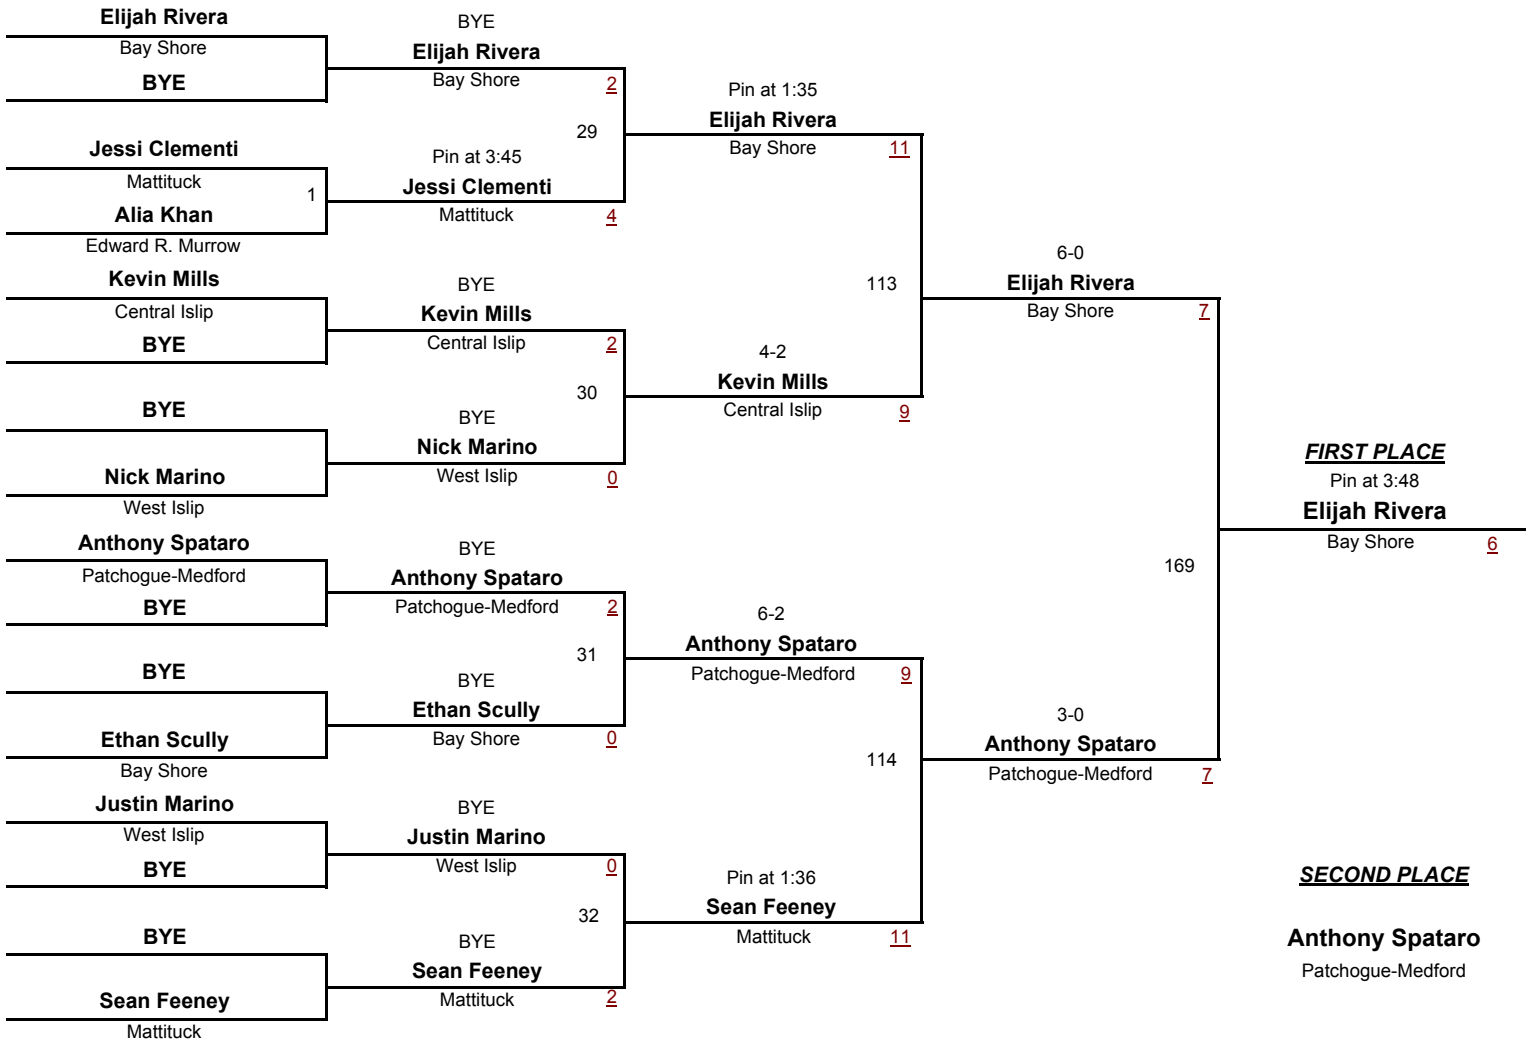 Elijah Rivera
Bay Shore
BYE
Jessi Clementi
Mattituck
1
Alia Khan
Edward R. Murrow
Kevin Mills
Central Islip
BYE
BYE
Nick Marino
West Islip
Anthony Spataro
Patchogue-Medford
BYE
BYE
Ethan Scully
Bay Shore
Justin Marino
West Islip
BYE
BYE
Sean Feeney
Mattituck
BYE
Elijah Rivera
Bay Shore 2
29
Pin at 3:45
Jessi Clementi
Mattituck 4
BYE
Kevin Mills
Central Islip 2
30
BYE
Nick Marino
West Islip 0
BYE
Anthony Spataro
Patchogue-Medford 2
31
BYE
Ethan Scully
Bay Shore 0
BYE
Justin Marino
West Islip 0
32
BYE
Sean Feeney
Mattituck 2
Pin at 1:35
Elijah Rivera
Bay Shore 11
113
4-2
Kevin Mills
Central Islip 9
6-2
Anthony Spataro
Patchogue-Medford 9
114
Pin at 1:36
Sean Feeney
Mattituck 11
6-0
Elijah Rivera
Bay Shore 7
169
3-0
Anthony Spataro
Patchogue-Medford 7
FIRST PLACE
Pin at 3:48
Elijah Rivera
Bay Shore 6
SECOND PLACE
Anthony Spataro
Patchogue-Medford